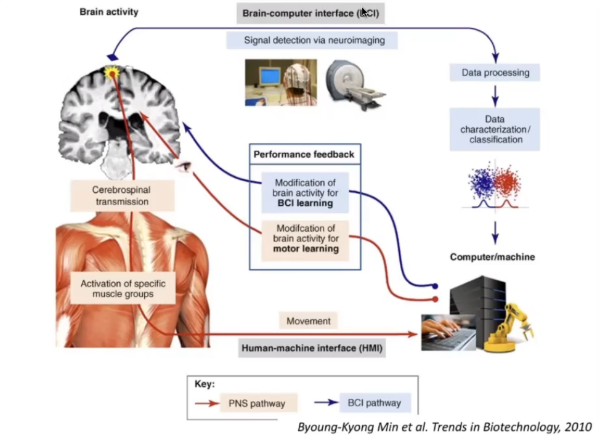 Brain activity
Brain-computer interface (BCI)
Signal detection via neuroimaging
Data processing
Data
characterization/
classification
Performance feedback
Modification of
brain activity for
BCI learning
Modifcation of
brain activity for
motor learning
Cerebrospinal
transmission
Activation of specific
muscle groups
Computer/machine
Movement
Human-machine interface (HMI)
Key:
PNS pathway
BCI pathway
Byoung-Kyong Min et al. Trends in Biotechnology, 2010